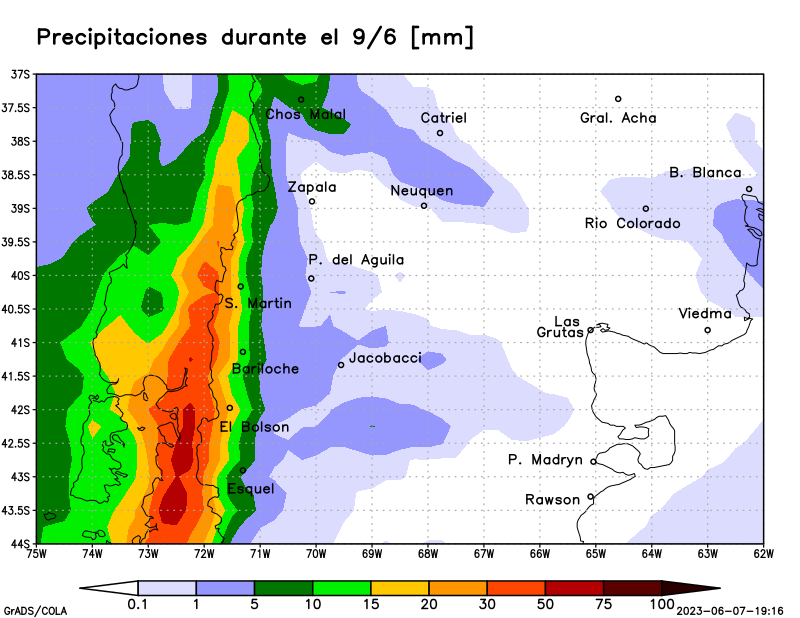 Precipitaciones durante el 9/6 [mm]
37S
37.5S
Chos Malal
Catriel
Gral. Acha
38S
38.5S
B. Blanca
Zapala
Neuquen
39S
Rio Colorado
39.5S
P. del Aguila
40S
S. Martin
40.5S
Viedma
Las
Grutas
41S
Jacobacci
Bariloche
41.5S
42S
El Bolson
42.5S
P. Madryn
43S
Esquel
Rawson
43.5S
44S
75W 74W 73W 72W 71W 70W 69W 68W 67W 66W 65W 64W 63W 62W
0.1 1 5 10 15 20 30 50 75 100
GrADS/COLA
2023-06-07-19:16